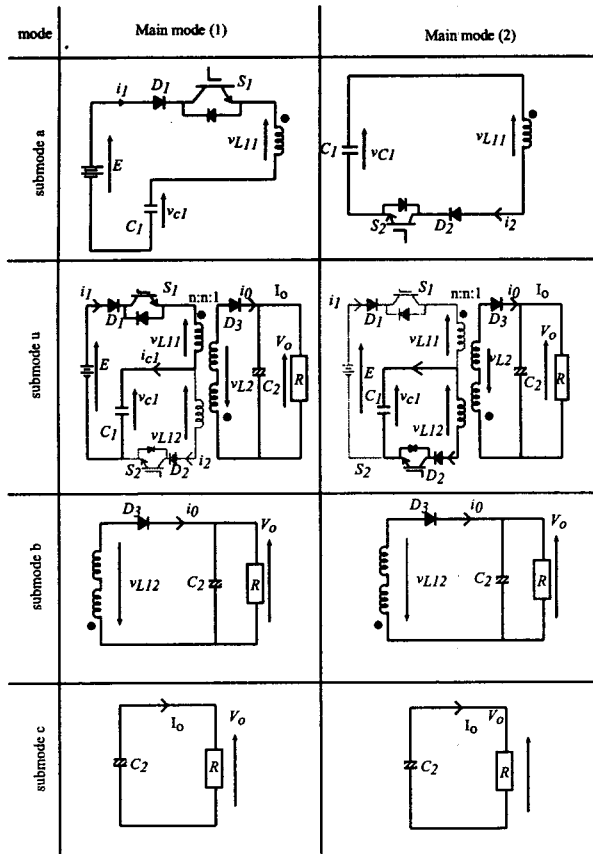 mode
Main mode (1)
Main mode (2)
submode a
i1
D1
S1
vL11
E
vc1
C1
C1
vC1
vL11
S2
D2
i2
submode u
i1
S1
n:n:1
i0
Io
D1
D3
vL11
ic1
E
vc1
C1
vL12
vL2
C2
Vo
R
S2
D2
i2
i1
S1
n:n:1
i0
Io
D1
D3
vL11
E
vc1
C1
vL12
vL2
C2
Vo
R
S2
D2
submode b
D3
i0
Vo
vL12
C2
R
D3
i0
Vo
vL12
C2
R
submode c
Io
Vo
C2
R
Io
Vo
C2
R